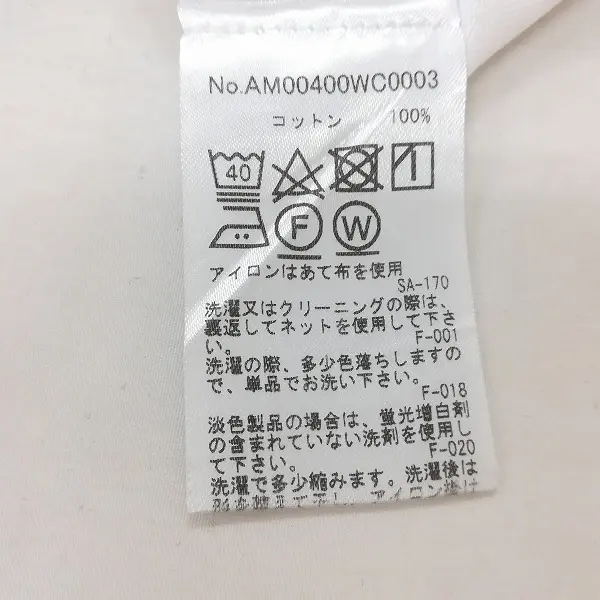 No.AM00400WC0003
コットン 100%
40
F W
アイロンはあて布を使用
SA-170
洗濯又はクリーニングの際は、
裏返してネットを使用して下さ
い。
F-001
洗濯の際、多少色落ちしますの
で、単品でお洗い下さい。
F-018
淡色製品の場合は、蛍光増白剤
の含まれていない洗剤を使用し
て下さい。
F-020
洗濯で多少縮みます。洗濯後は